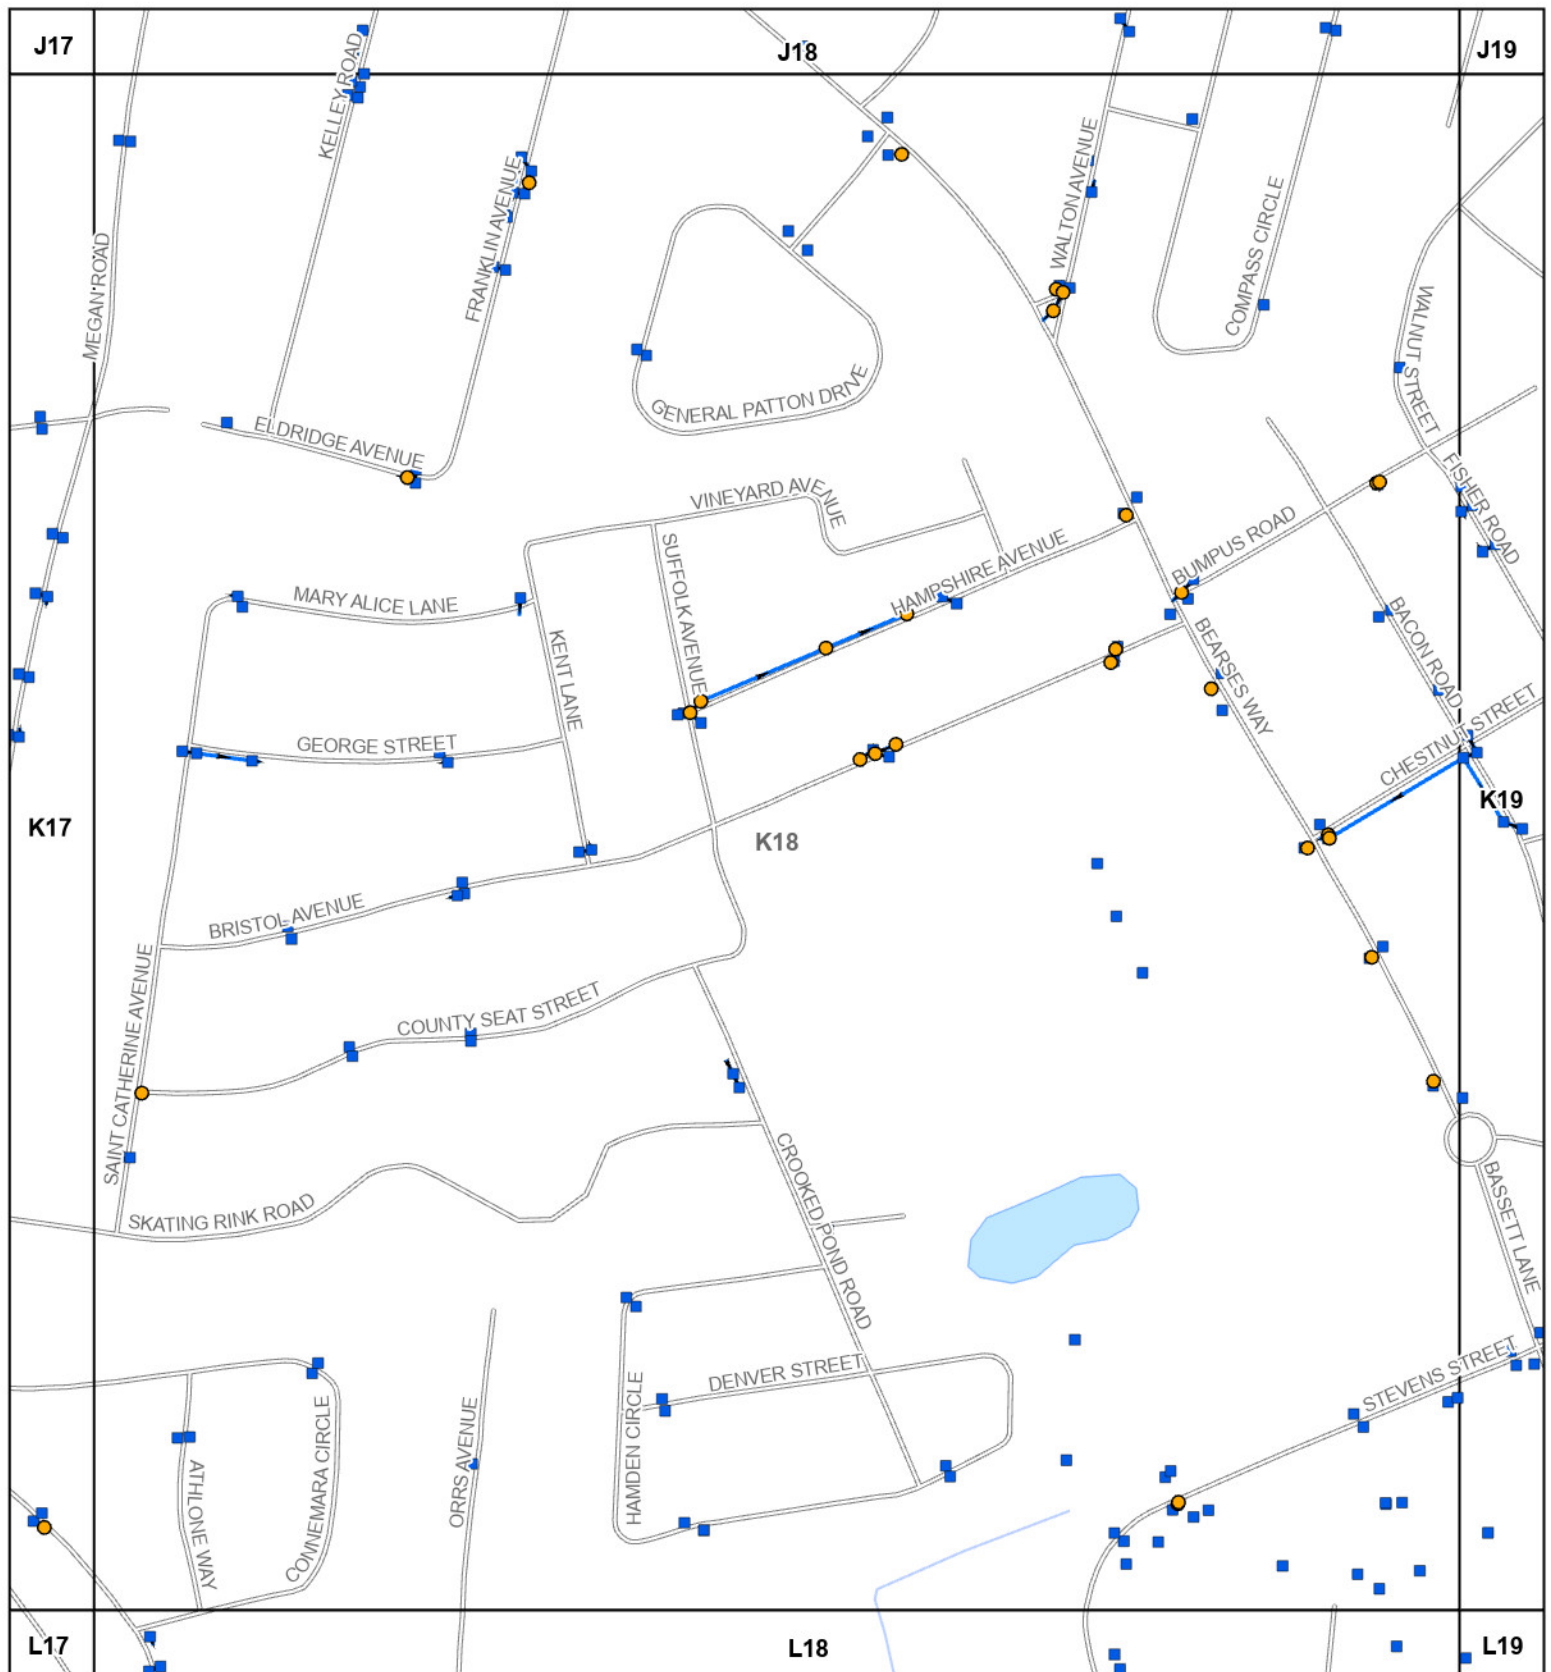 J17
J18
J19
KELLEY ROAD
WALTON AVENUE
FRANKLIN AVENUE
COMPASS CIRCLE
MEGAN ROAD
WALNUT STREET
GENERAL PATTON DRIVE
ELDRIDGE AVENUE
FISHER ROAD
VINEYARD AVENUE
BUMPUS ROAD
SUFFOLK AVENUE
HAMPSHIRE AVENUE
MARY ALICE LANE
BACON ROAD
KENT LANE
BEARSES WAY
CHESTNUT STREET
GEORGE STREET
K17
K18
K19
BRISTOL AVENUE
SAINT CATHERINE AVENUE
COUNTY SEAT STREET
CROOKED POND ROAD
BASSETT LANE
SKATING RINK ROAD
DENVER STREET
STEVENS STREET
HAMDEN CIRCLE
ORRS AVENUE
CONNEMARA CIRCLE
ATHLONE WAY
L17
L18
L19